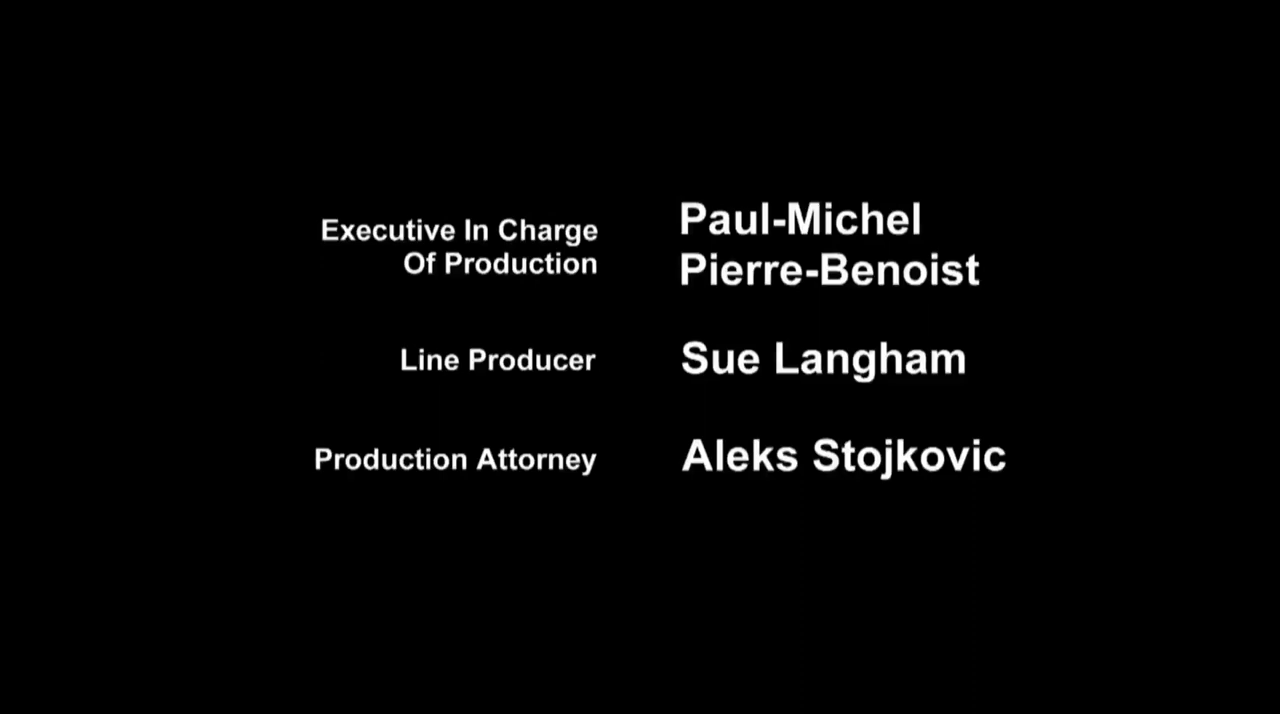 Executive In Charge
Of Production
Paul-Michel
Pierre-Benoist
Line Producer
Sue Langham
Production Attorney
Aleks Stojkovic